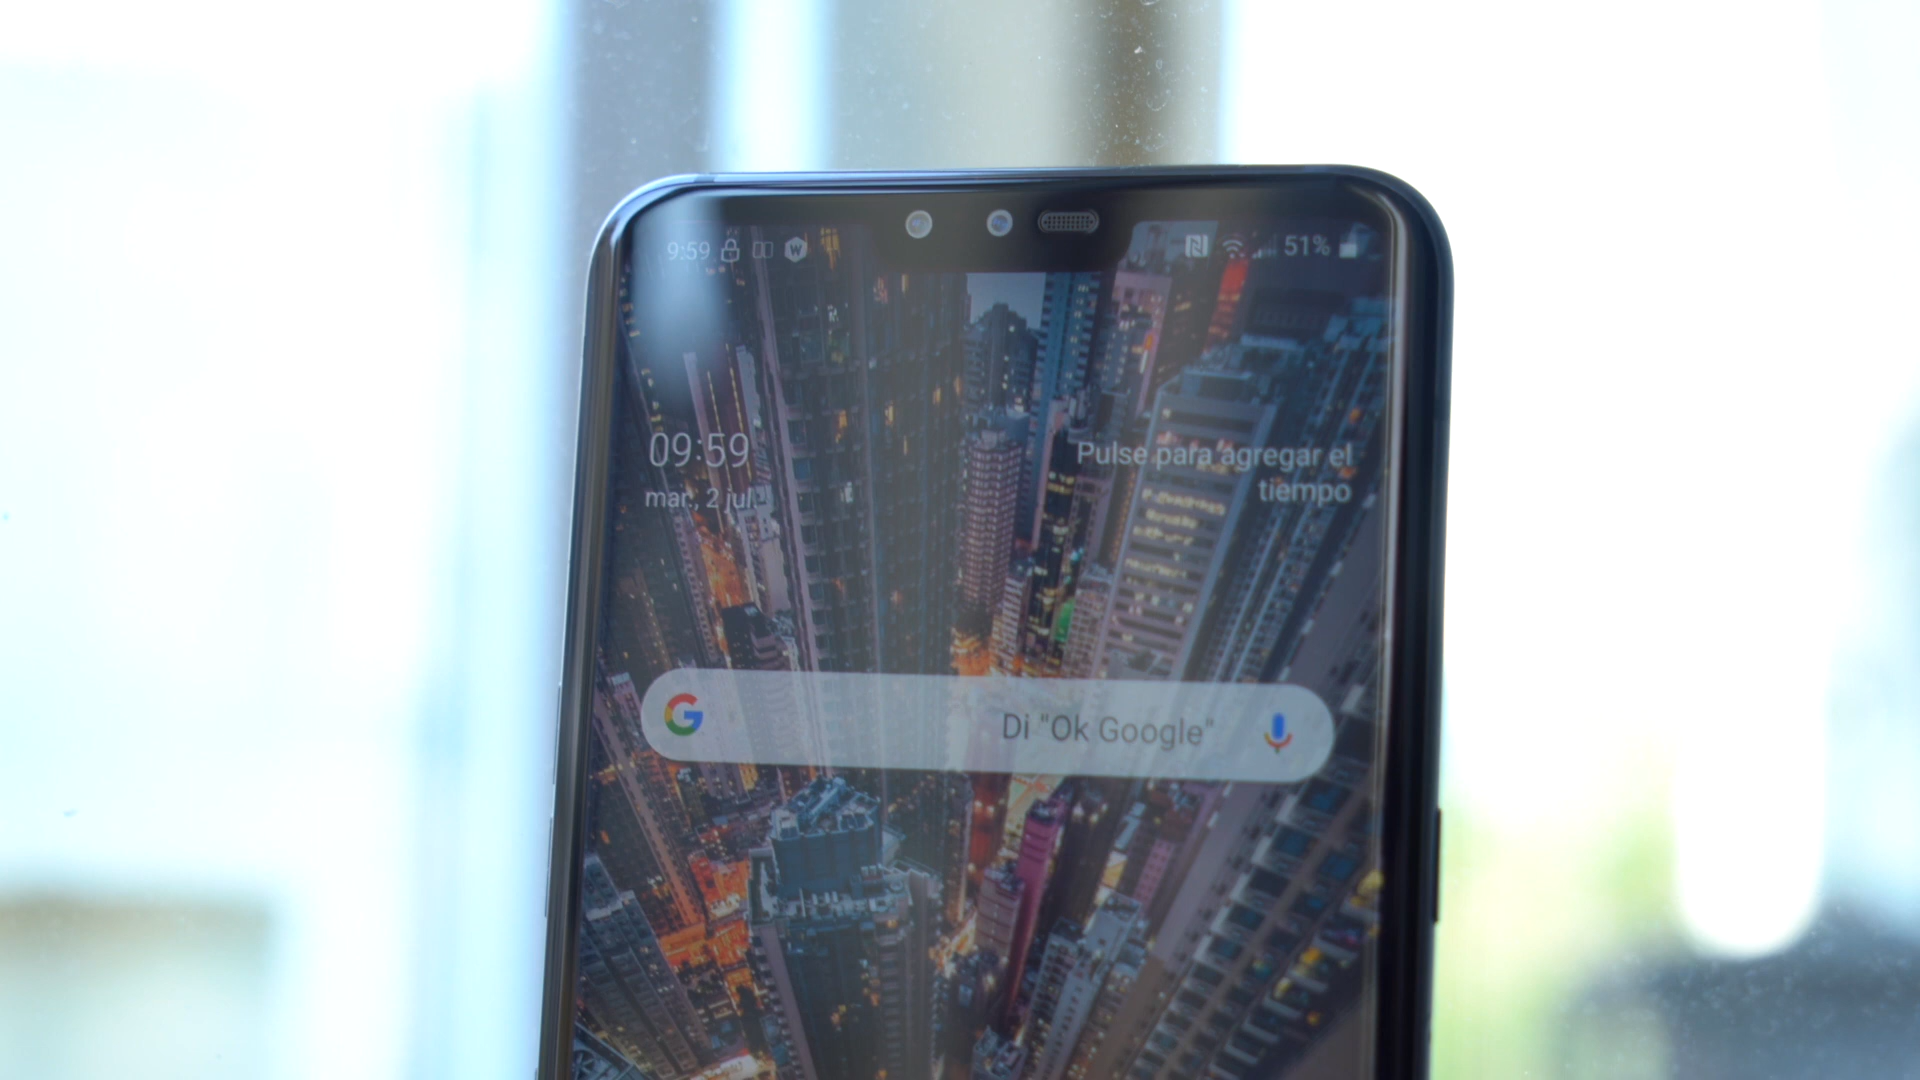 9:59 W 51%
09:59
mar., 2 jul.
Pulse para agregar el
tiempo
G Di "Ok Google"